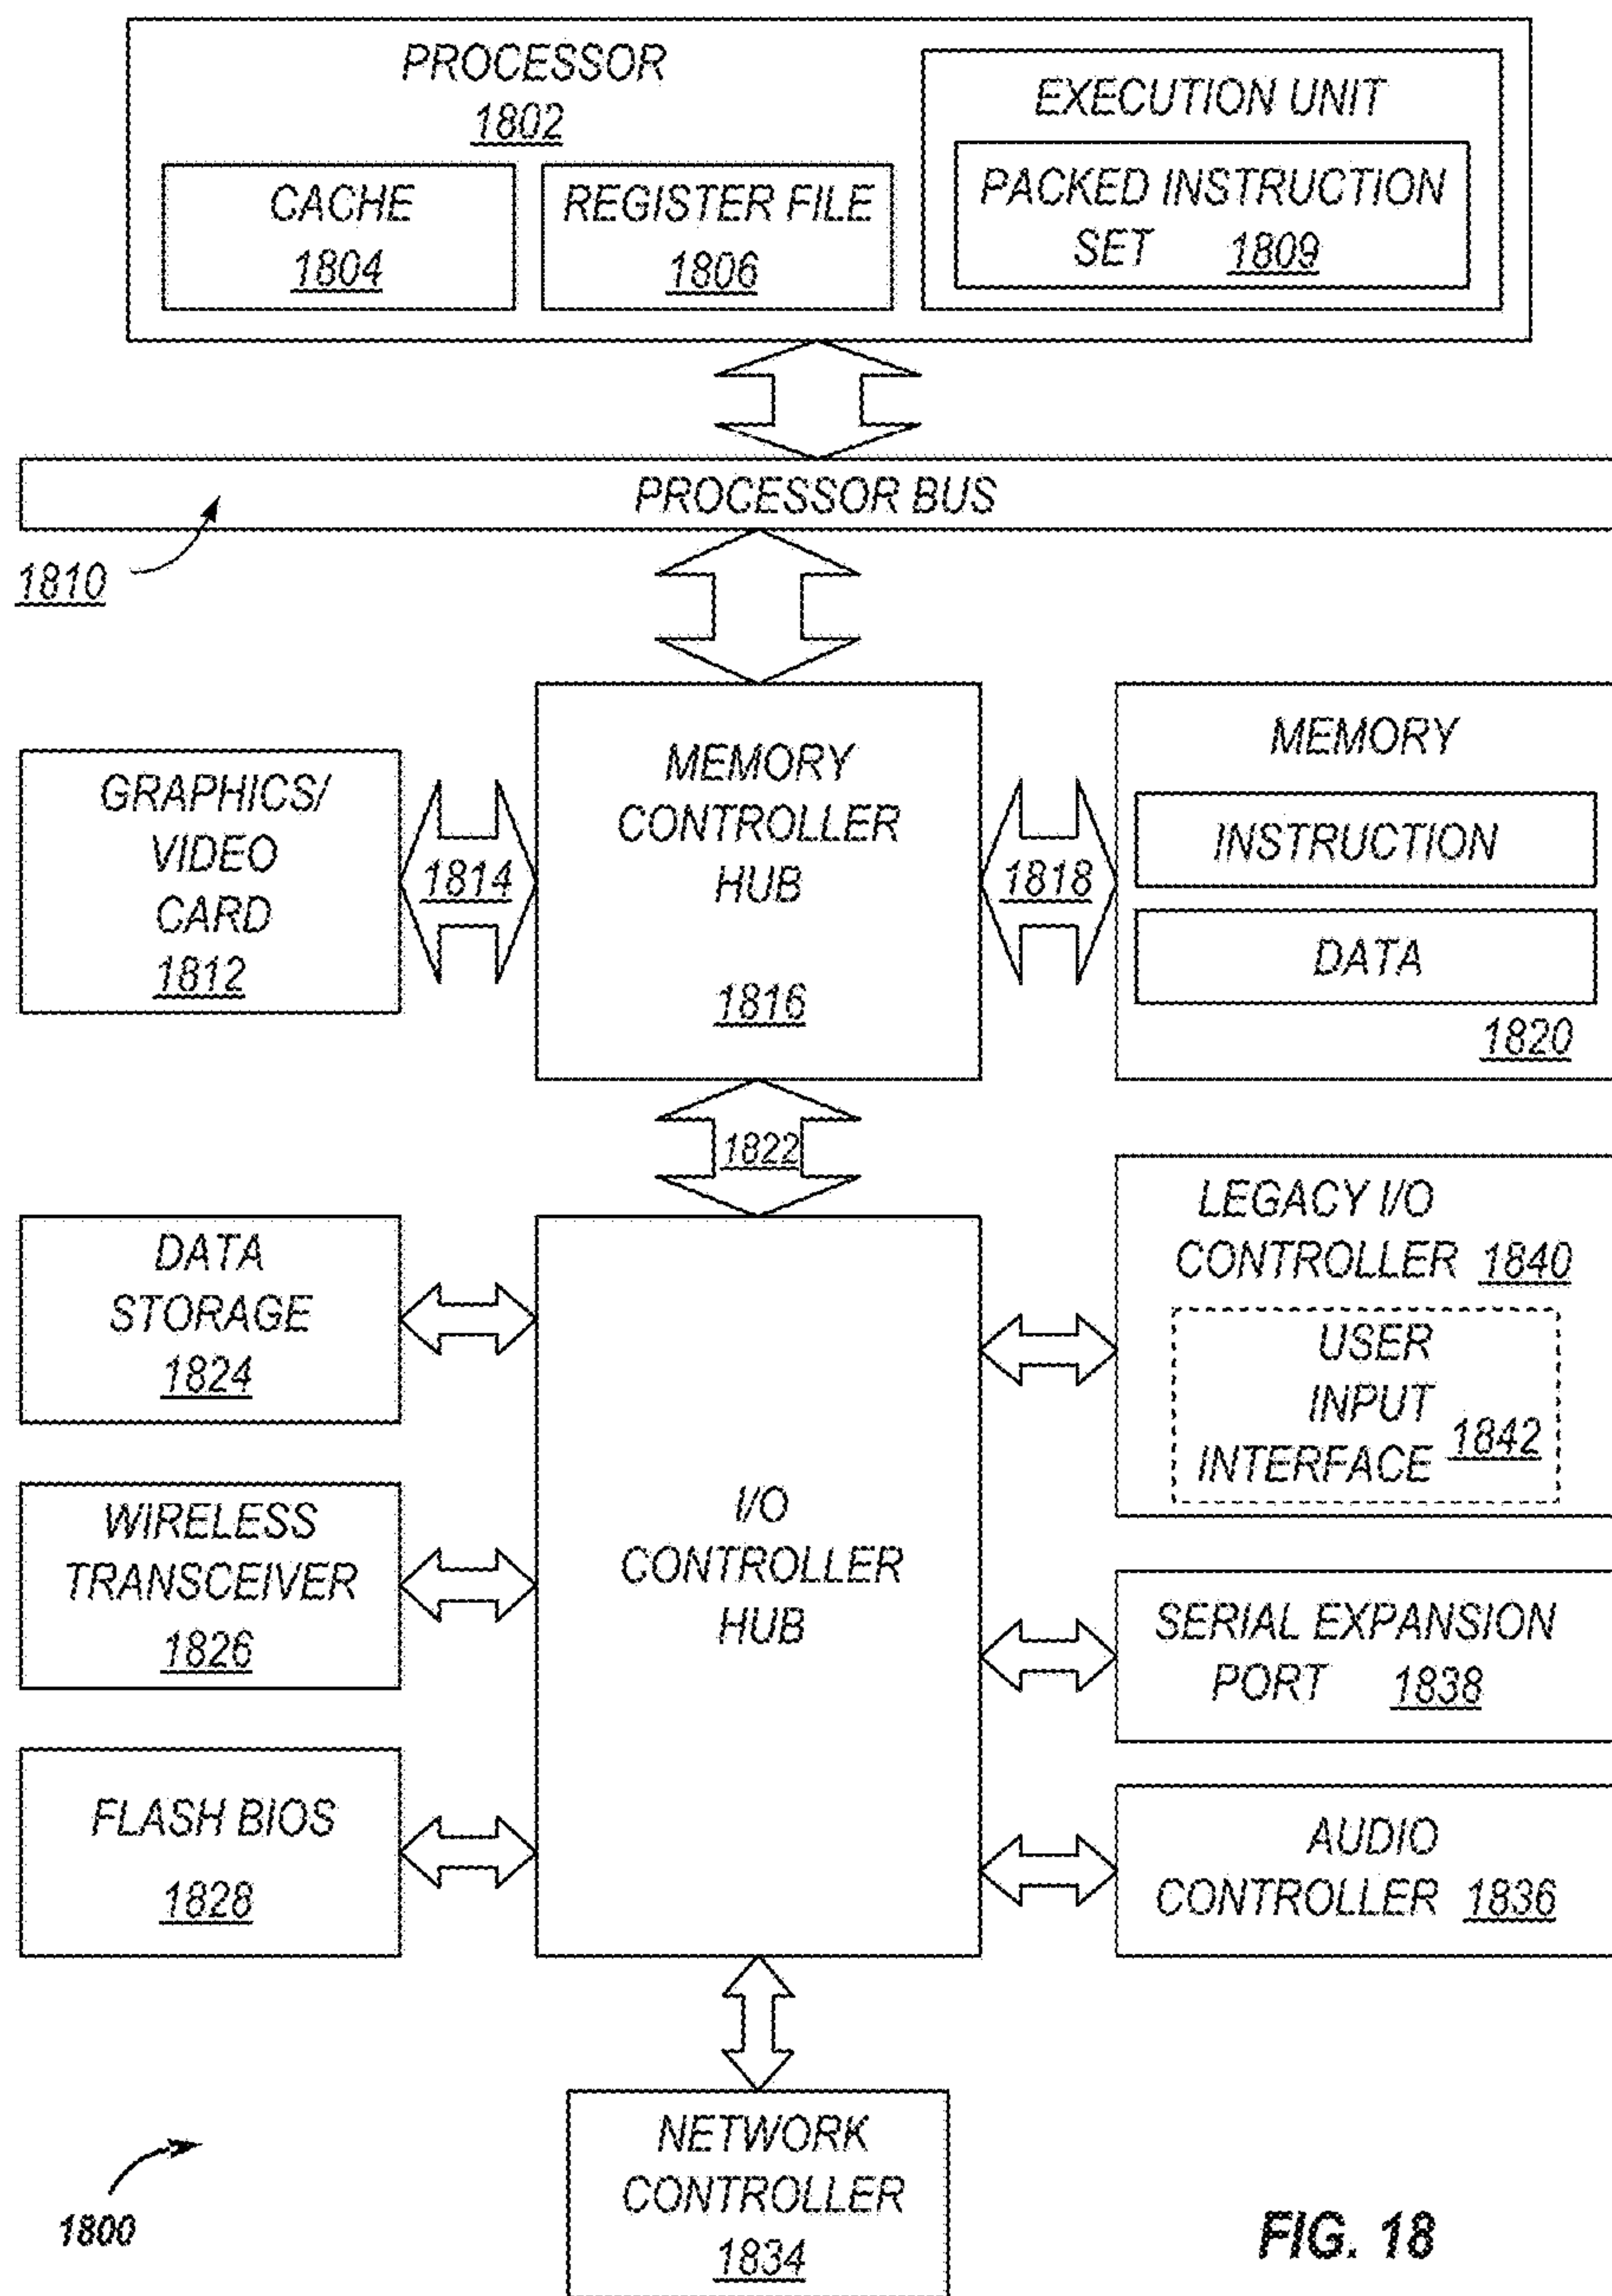 PROCESSOR
1802
CACHE
1804
REGISTER FILE
1806
EXECUTION UNIT
PACKED INSTRUCTION
SET 1809
PROCESSOR BUS
1810
GRAPHICS/
VIDEO
CARD
1812
1814
MEMORY
CONTROLLER
HUB
1816
1818
MEMORY
INSTRUCTION
DATA
1820
1822
DATA
STORAGE
1824
WIRELESS
TRANSCEIVER
1826
FLASH BIOS
1828
I/O
CONTROLLER
HUB
LEGACY I/O
CONTROLLER 1840
USER
INPUT
INTERFACE 1842
SERIAL EXPANSION
PORT 1838
AUDIO
CONTROLLER 1836
NETWORK
CONTROLLER
1834
1800
FIG. 18